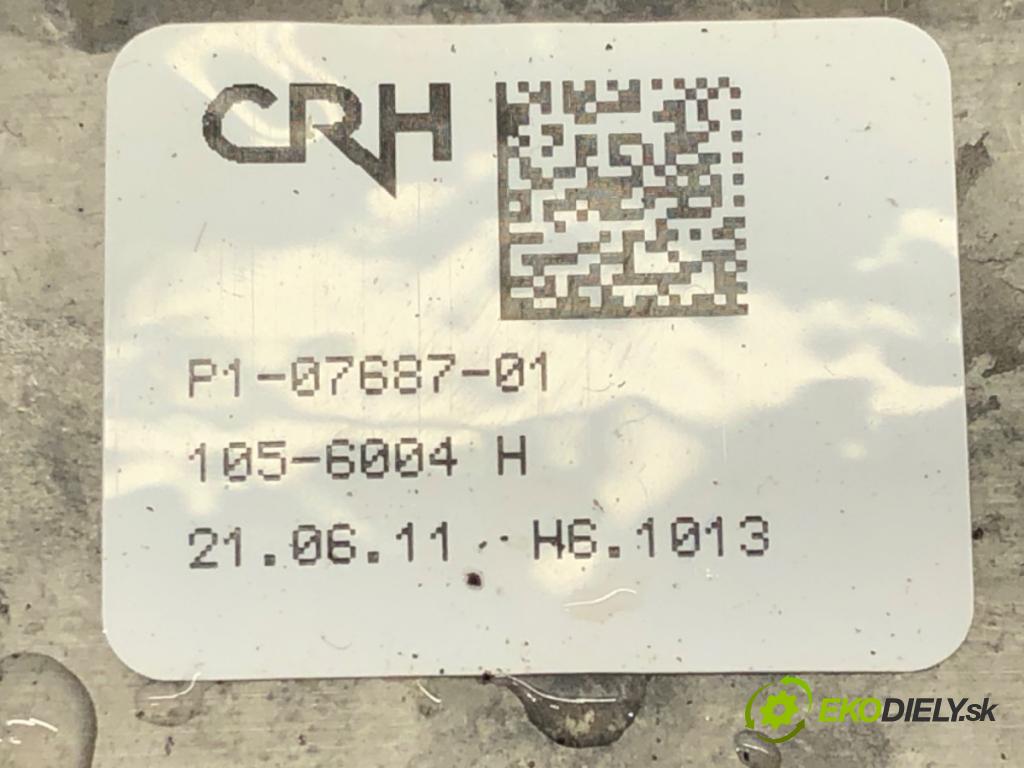 CRH
P1-07687-01
105-6004 H
21.06.11 H6.1013
EKODIELY.sk